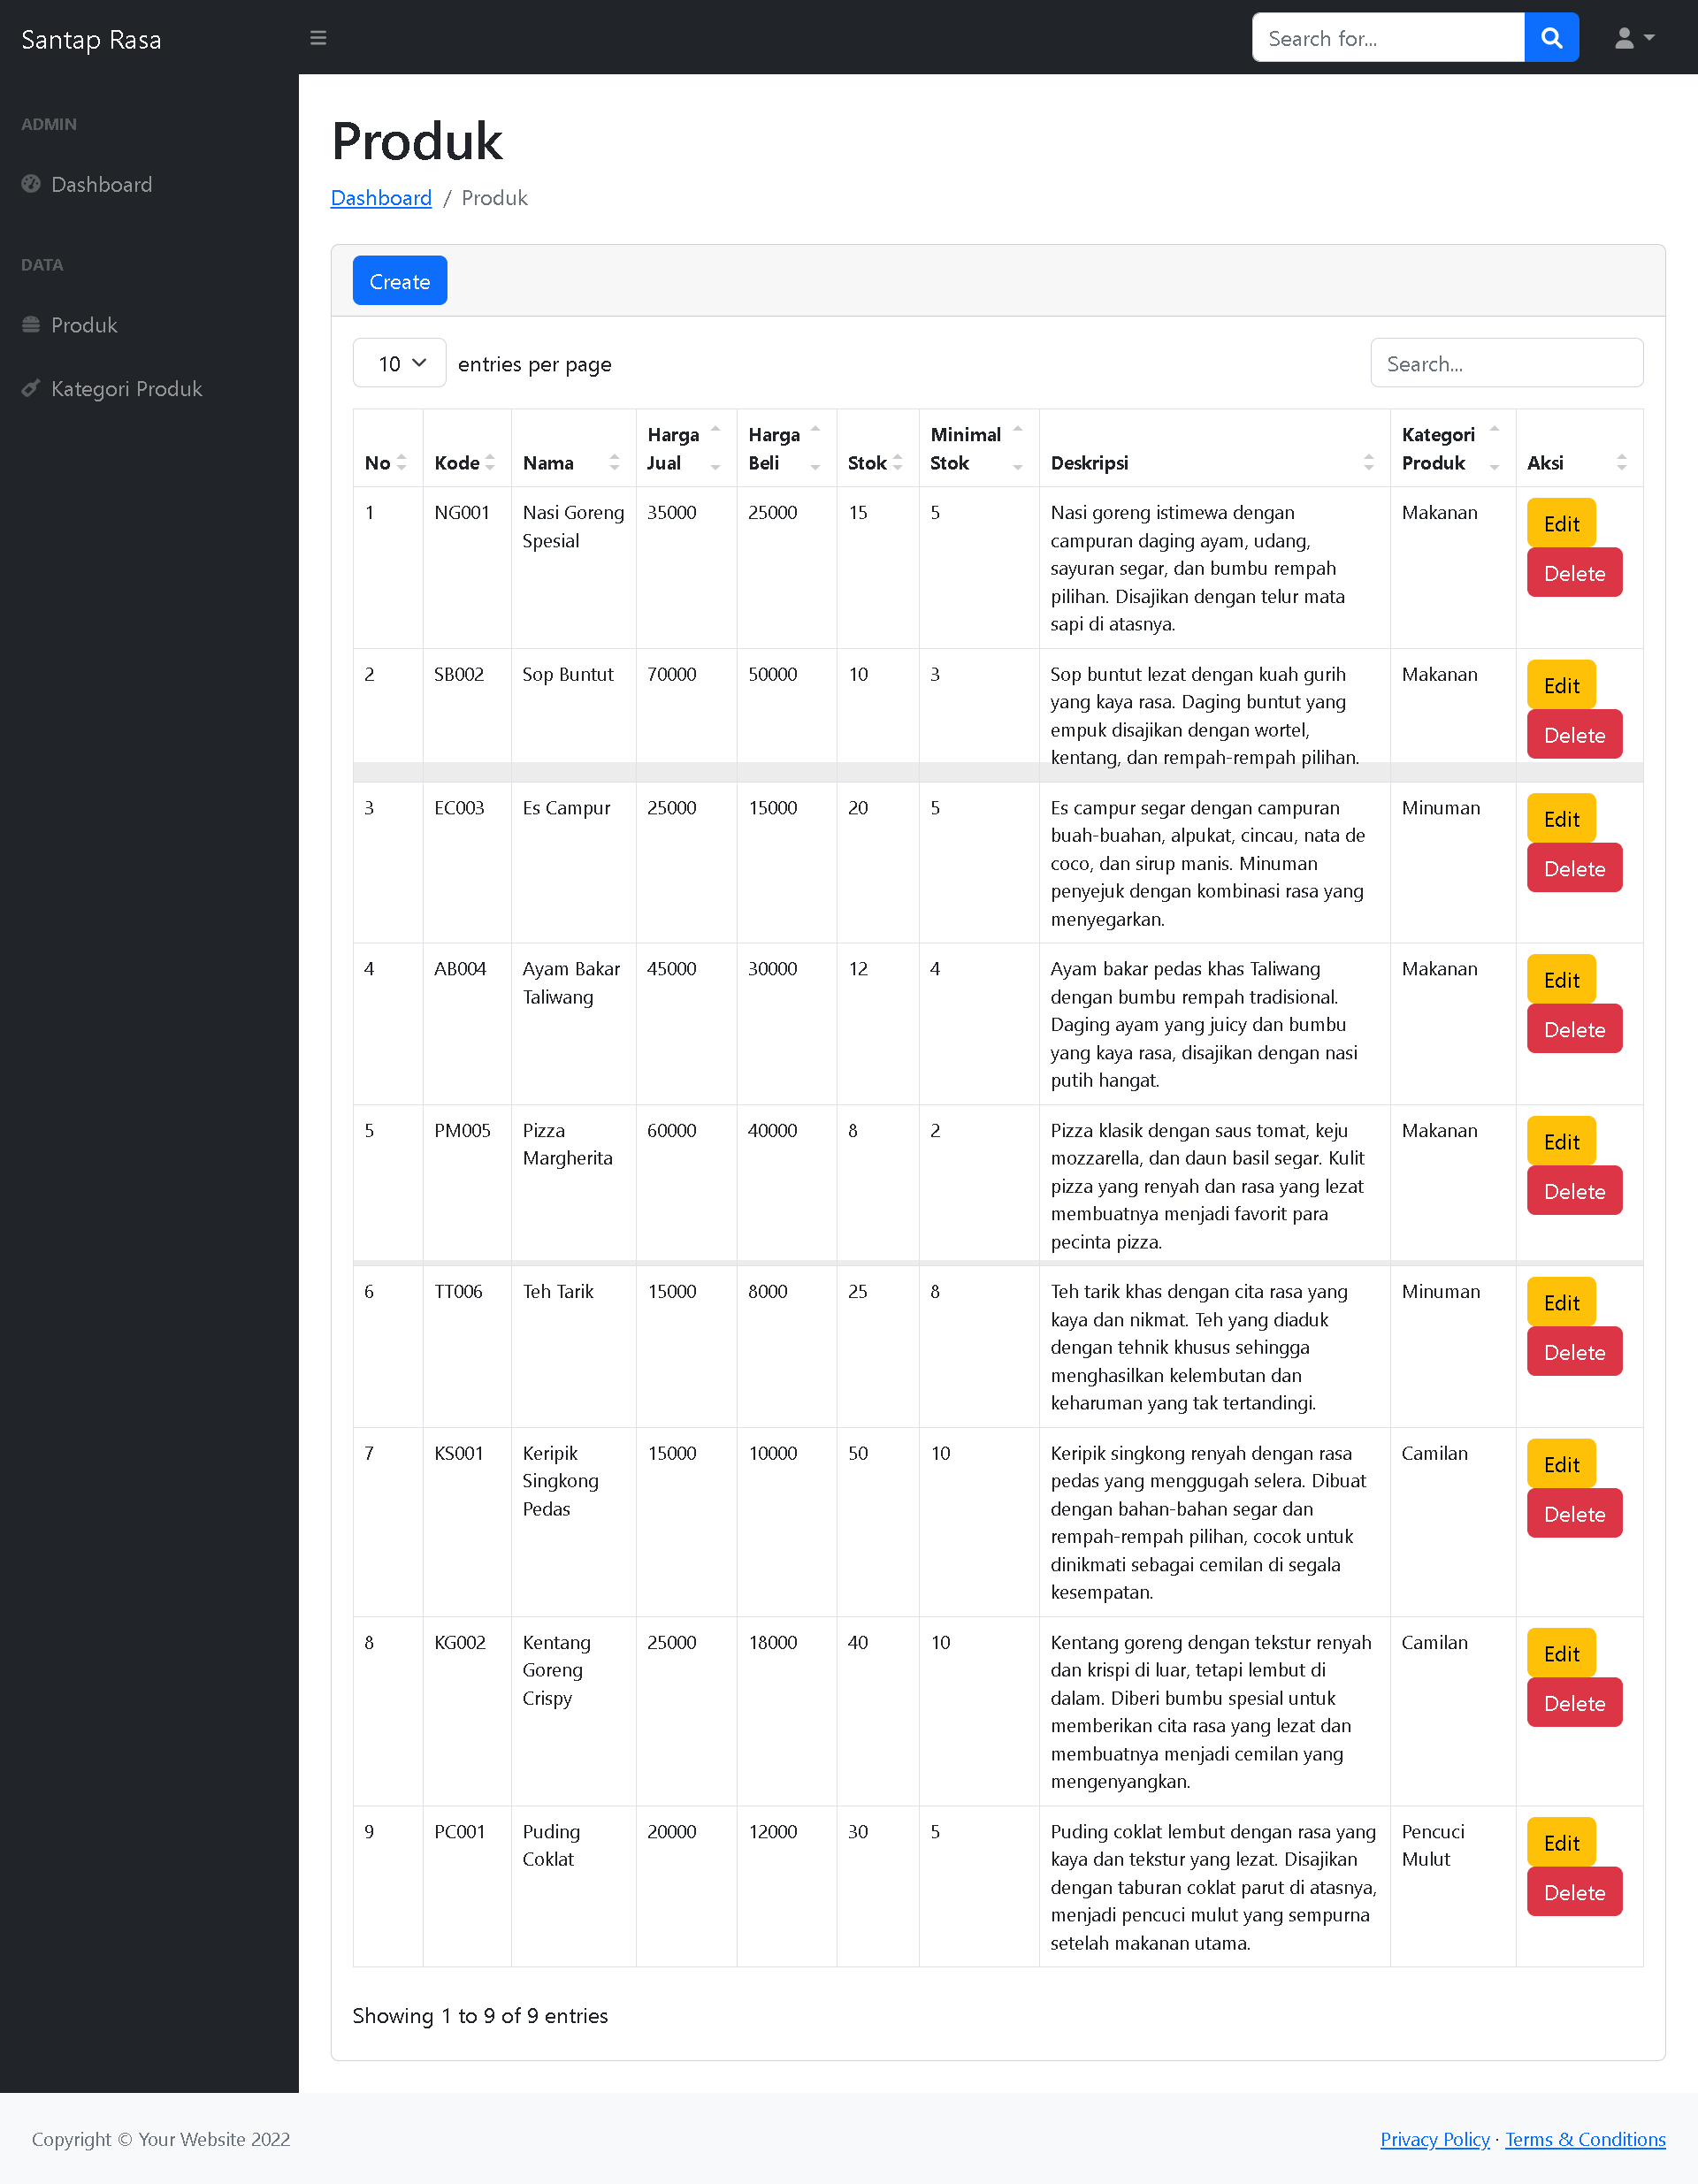 Santap Rasa
Search for...
ADMIN
Dashboard
DATA
Produk
Kategori Produk
Produk
Dashboard / Produk
Create
10 entries per page
Search...
No Kode Nama Harga Jual Harga Beli Stok Minimal Stok Deskripsi Kategori Produk Aksi
1 NG001 Nasi Goreng 35000 25000 15 5 Nasi goreng istimewa dengan Makanan Edit
Spesial campuran daging ayam, udang,
sayuran segar, dan bumbu rempah Delete
pilihan. Disajikan dengan telur mata
sapi di atasnya.
2 SB002 Sop Buntut 70000 50000 10 3 Sop buntut lezat dengan kuah gurih Makanan Edit
yang kaya rasa. Daging buntut yang
empuk disajikan dengan wortel, Delete
kentang, dan rempah-rempah pilihan.
3 EC003 Es Campur 25000 15000 20 5 Es campur segar dengan campuran Minuman Edit
buah-buahan, alpukat, cincau, nata de
coco, dan sirup manis. Minuman Delete
penyejuk dengan kombinasi rasa yang
menyegarkan.
4 AB004 Ayam Bakar 45000 30000 12 4 Ayam bakar pedas khas Taliwang Makanan Edit
Taliwang dengan bumbu rempah tradisional.
Daging ayam yang juicy dan bumbu Delete
yang kaya rasa, disajikan dengan nasi
putih hangat.
5 PM005 Pizza 60000 40000 8 2 Pizza klasik dengan saus tomat, keju Makanan Edit
Margherita mozzarella, dan daun basil segar. Kulit
pizza yang renyah dan rasa yang lezat Delete
membuatnya menjadi favorit para
pecinta pizza.
6 TT006 Teh Tarik 15000 8000 25 8 Teh tarik khas dengan cita rasa yang Minuman Edit
kaya dan nikmat. Teh yang diaduk
dengan tehnik khusus sehingga Delete
menghasilkan kelembutan dan
keharuman yang tak tertandingi.
7 KS001 Keripik 15000 10000 50 10 Keripik singkong renyah dengan rasa Camilan Edit
Singkong pedas yang menggugah selera. Dibuat
Pedas dengan bahan-bahan segar dan Delete
rempah-rempah pilihan, cocok untuk
dinikmati sebagai cemilan di segala
kesempatan.
8 KG002 Kentang 25000 18000 40 10 Kentang goreng dengan tekstur renyah Camilan Edit
Goreng dan krispi di luar, tetapi lembut di
Crispy dalam. Diberi bumbu spesial untuk Delete
memberikan cita rasa yang lezat dan
membuatnya menjadi cemilan yang
mengenyangkan.
9 PC001 Puding 20000 12000 30 5 Puding coklat lembut dengan rasa yang Pencuci Edit
Coklat kaya dan tekstur yang lezat. Disajikan Mulut
dengan taburan coklat parut di atasnya, Delete
menjadi pencuci mulut yang sempurna
setelah makanan utama.
Showing 1 to 9 of 9 entries
Copyright © Your Website 2022
Privacy Policy · Terms & Conditions